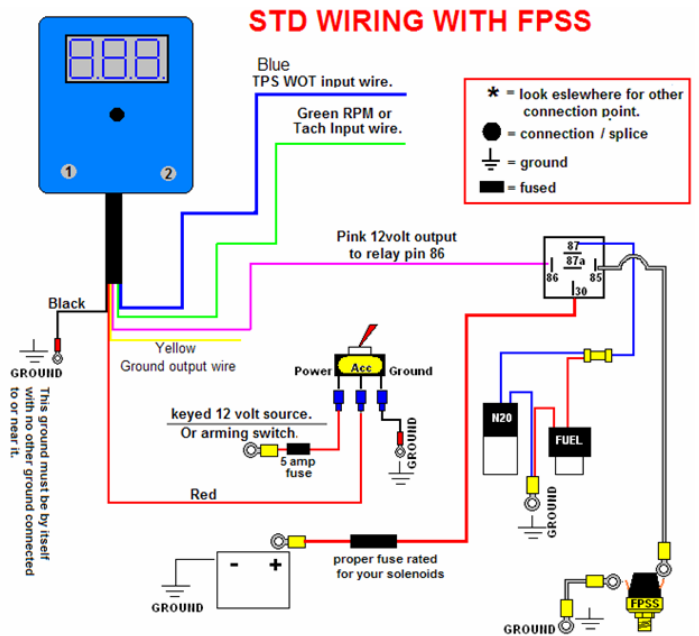 STD WIRING WITH FPSS
888
1
2
Blue
TPS WOT input wire.
Green RPM or
Tach Input wire.
* = look eslewhere for other
connection point.
= connection / splice
= ground
= fused
Pink 12volt output
to relay pin 86
87
87a
86
85
30
Black
GROUND
This ground must be by itself
with no other ground connected
to or near it.
Yellow
Ground output wire
Power
Acc
Ground
keyed 12 volt source.
Or arming switch.
5 amp
fuse
GROUND
Red
N20
FUEL
GROUND
- +
proper fuse rated
for your solenoids
GROUND
FPSS
GROUND